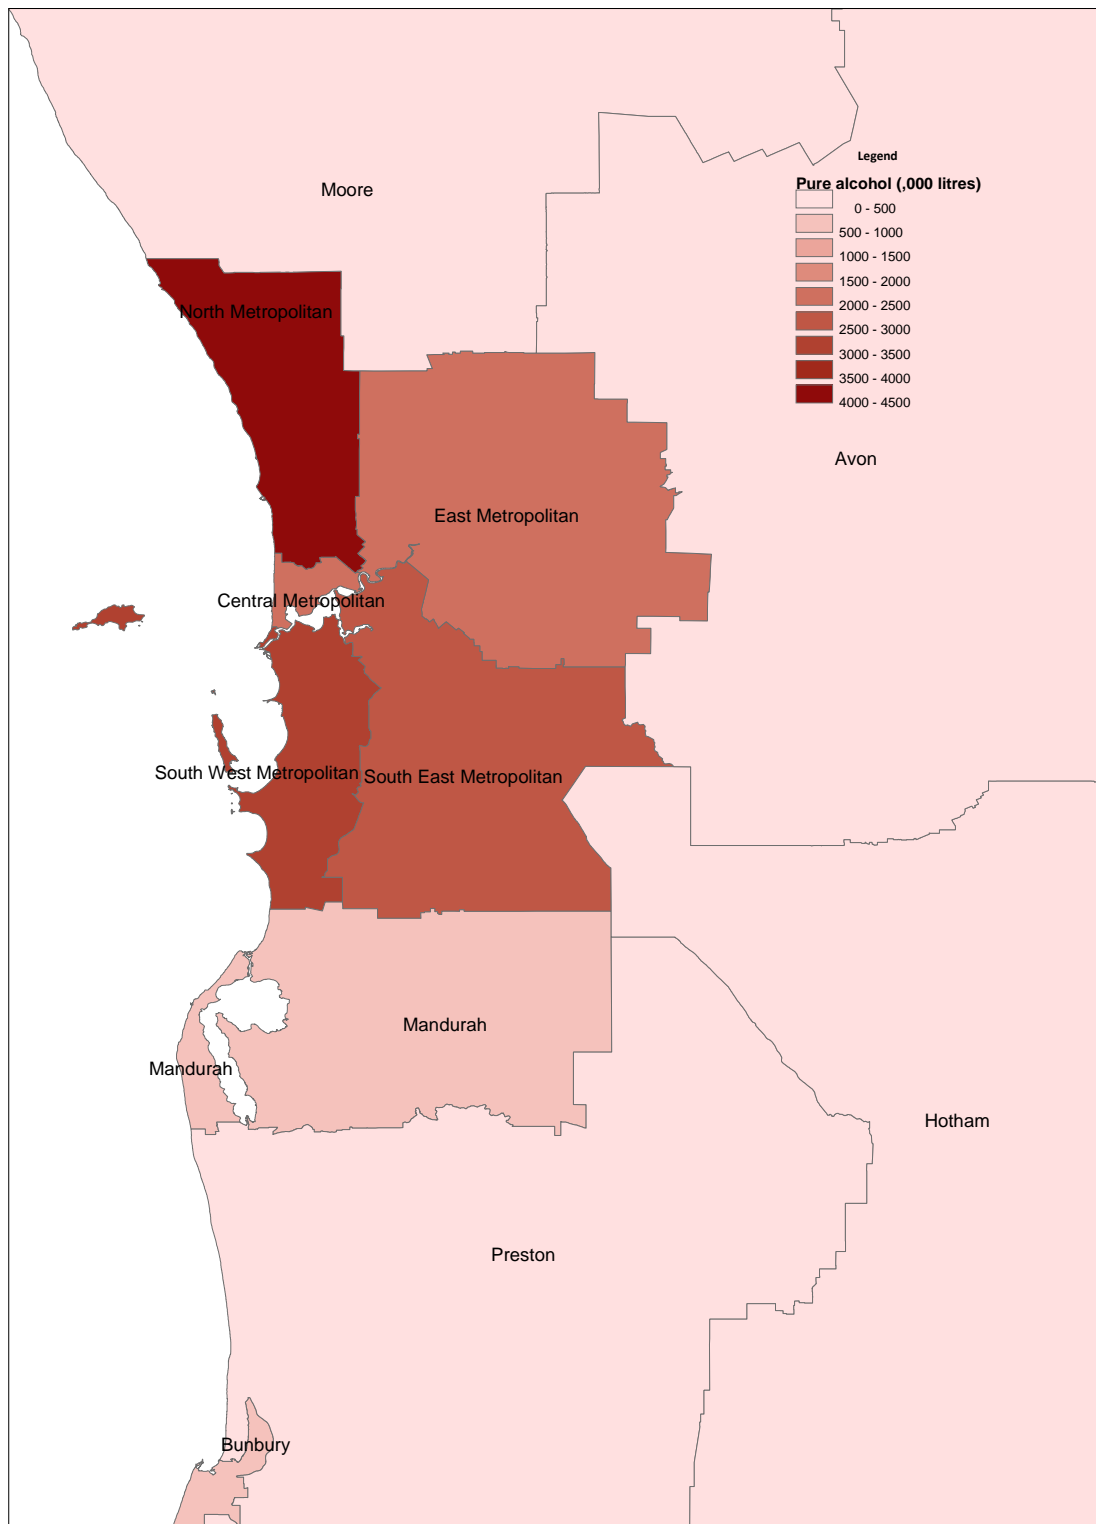 Legend
Pure alcohol (,000 litres)
0 - 500
500 - 1000
1000 - 1500
1500 - 2000
2000 - 2500
2500 - 3000
3000 - 3500
3500 - 4000
4000 - 4500
Moore
North Metropolitan
Avon
East Metropolitan
Central Metropolitan
South West Metropolitan
South East Metropolitan
Mandurah
Mandurah
Hotham
Preston
Bunbury